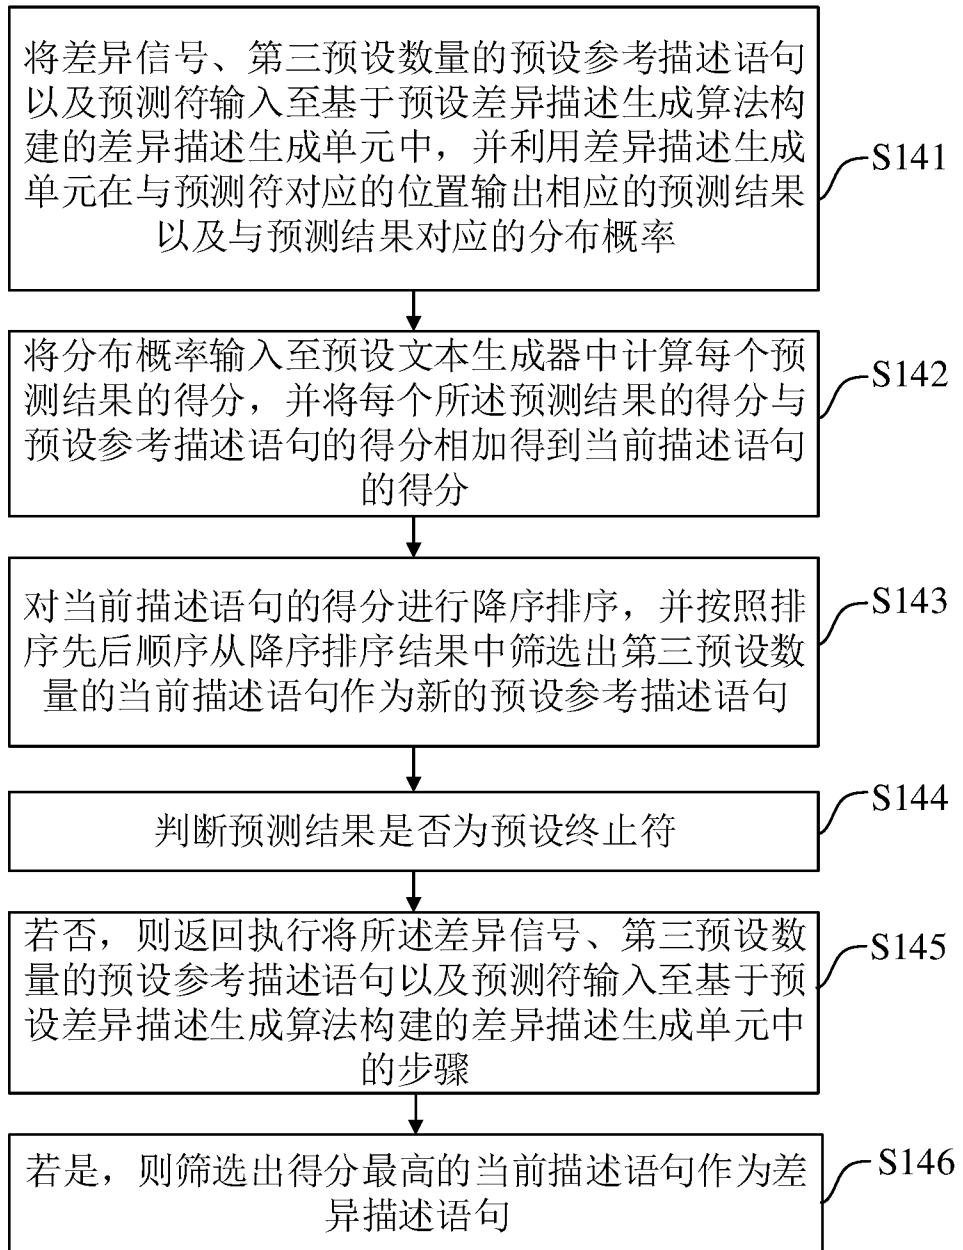 将差异信号、第三预设数量的预设参考描述语句
以及预测符输入至基于预设差异描述生成算法构
建的差异描述生成单元中，并利用差异描述生成
单元在与预测符对应的位置输出相应的预测结果
以及与预测结果对应的分布概率
S141
将分布概率输入至预设文本生成器中计算每个预
测结果的得分，并将每个所述预测结果的得分与
预设参考描述语句的得分相加得到当前描述语句
的得分
S142
对当前描述语句的得分进行降序排序，并按照排
序先后顺序从降序排序结果中筛选出第三预设数
量的当前描述语句作为新的预设参考描述语句
S143
判断预测结果是否为预设终止符
S144
若否，则返回执行将所述差异信号、第三预设数
量的预设参考描述语句以及预测符输入至基于预
设差异描述生成算法构建的差异描述生成单元中
的步骤
S145
若是，则筛选出得分最高的当前描述语句作为差
异描述语句
S146